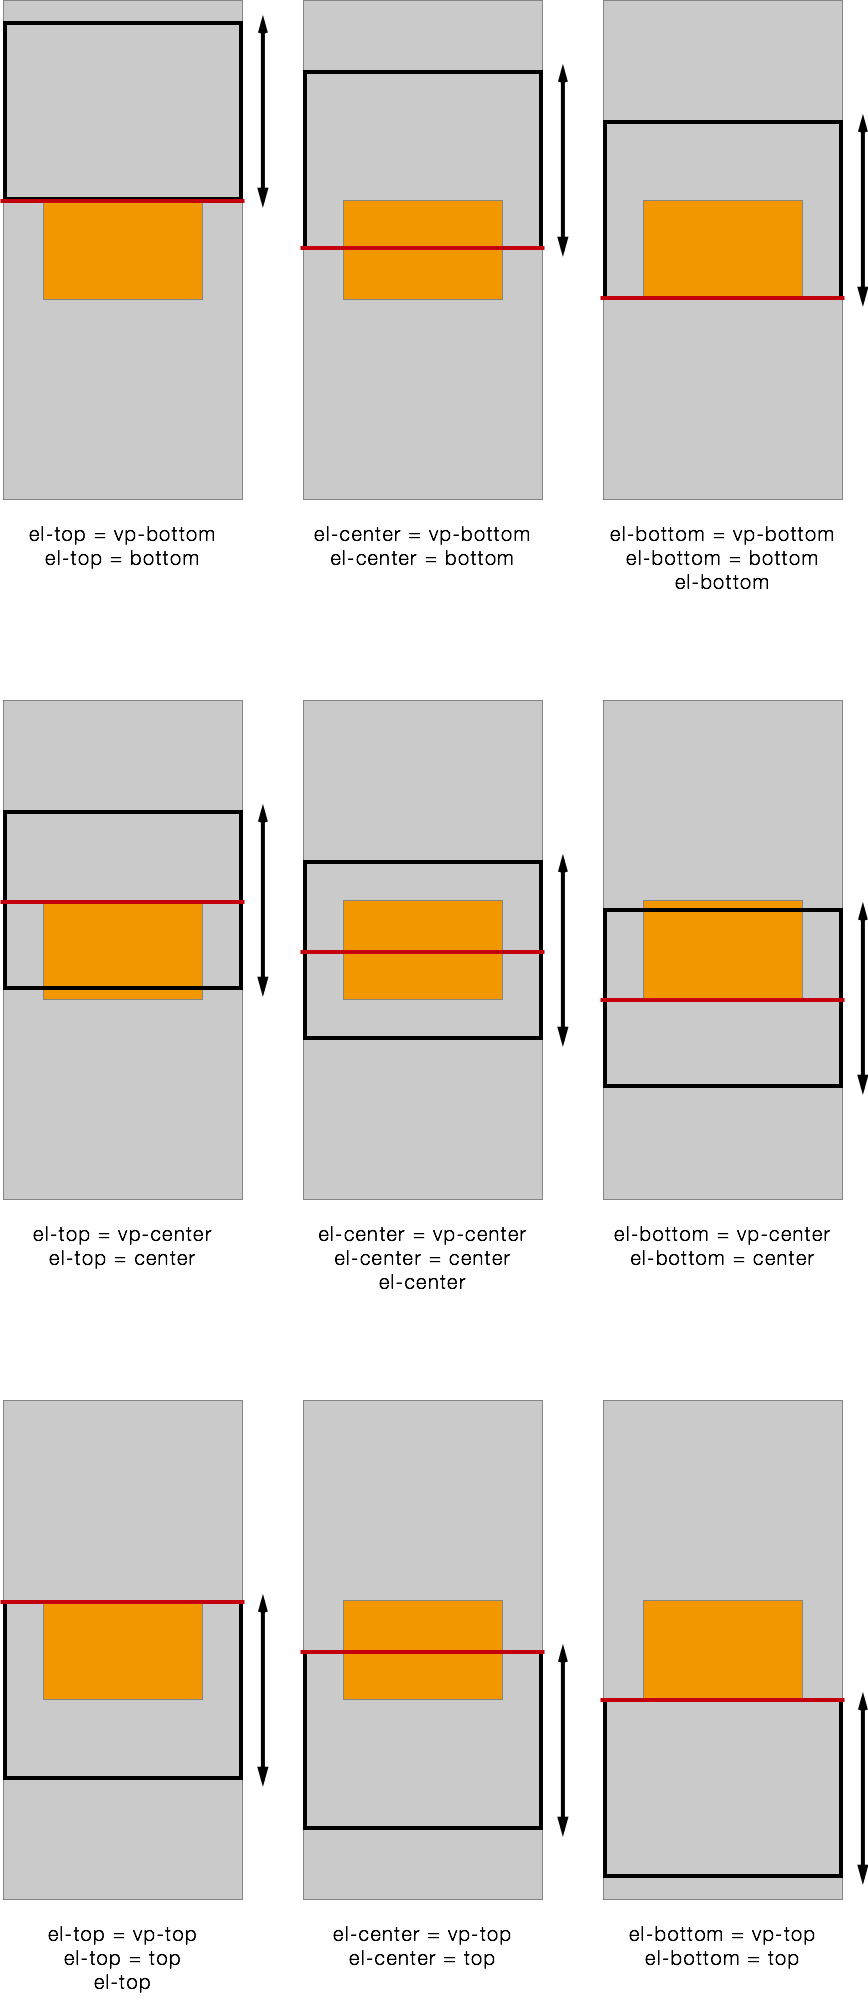 el-top = vp-bottom
el-top = bottom
el-center = vp-bottom
el-center = bottom
el-bottom = vp-bottom
el-bottom = bottom
el-bottom
el-top = vp-center
el-top = center
el-center = vp-center
el-center = center
el-center
el-bottom = vp-center
el-bottom = center
el-top = vp-top
el-top = top
el-top
el-center = vp-top
el-center = top
el-bottom = vp-top
el-bottom = top